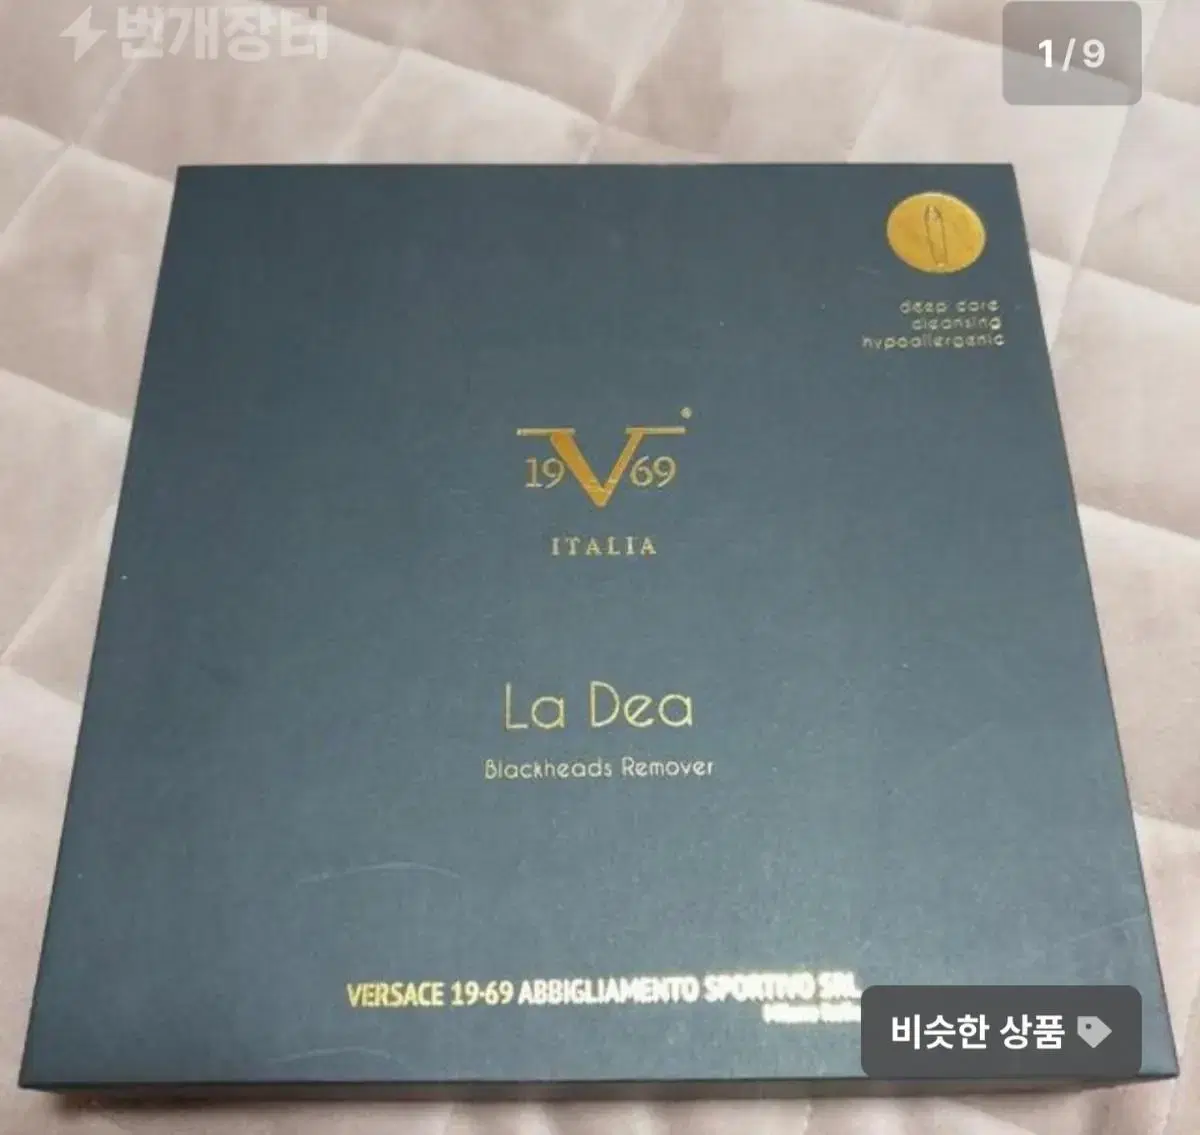 번개장터
1/9
deep care
cleansing
hypoallergenic
19V69
ITALIA
La Dea
Blackheads Remover
VERSACE 19-69 ABBIGLIAMENTO SPORTIVO SRL
비슷한 상품